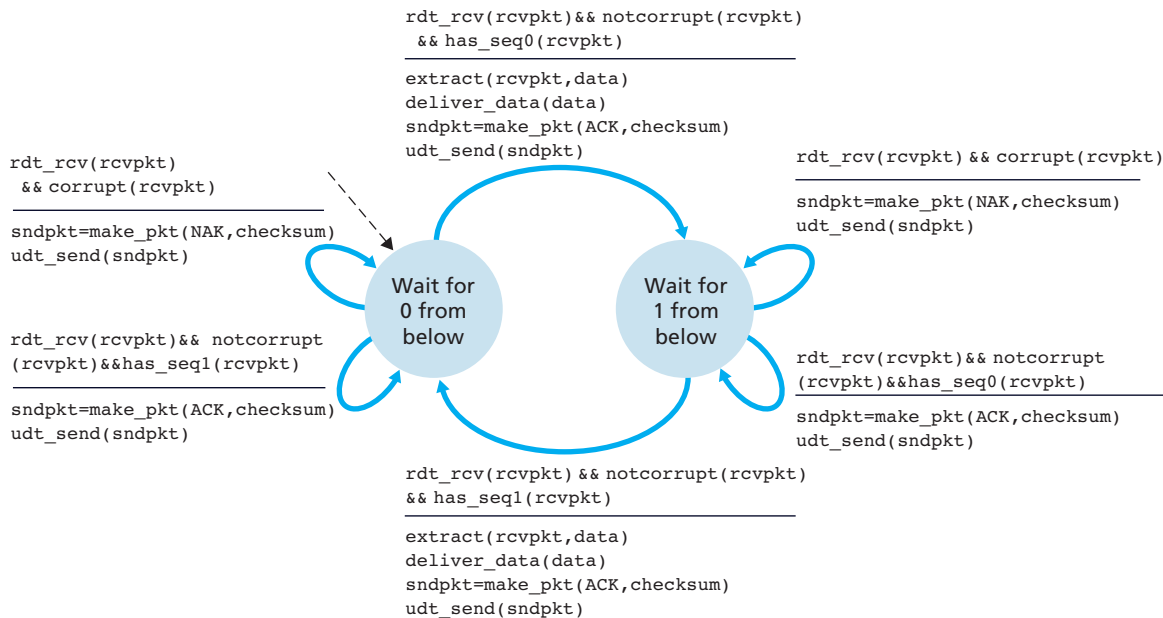 rdt_rcv(rcvpkt)&& notcorrupt(rcvpkt)
&& has_seq0(rcvpkt)
extract(rcvpkt,data)
deliver_data(data)
sndpkt=make_pkt(ACK,checksum)
udt_send(sndpkt)
rdt_rcv(rcvpkt)
&& corrupt(rcvpkt)
sndpkt=make_pkt(NAK,checksum)
udt_send(sndpkt)
rdt_rcv(rcvpkt) && corrupt(rcvpkt)
sndpkt=make_pkt(NAK,checksum)
udt_send(sndpkt)
Wait for
0 from
below
Wait for
1 from
below
rdt_rcv(rcvpkt)&& notcorrupt
(rcvpkt)&&has_seq1(rcvpkt)
sndpkt=make_pkt(ACK,checksum)
udt_send(sndpkt)
rdt_rcv(rcvpkt)&& notcorrupt
(rcvpkt)&&has_seq0(rcvpkt)
sndpkt=make_pkt(ACK,checksum)
udt_send(sndpkt)
rdt_rcv(rcvpkt) && notcorrupt(rcvpkt)
&& has_seq1(rcvpkt)
extract(rcvpkt,data)
deliver_data(data)
sndpkt=make_pkt(ACK,checksum)
udt_send(sndpkt)